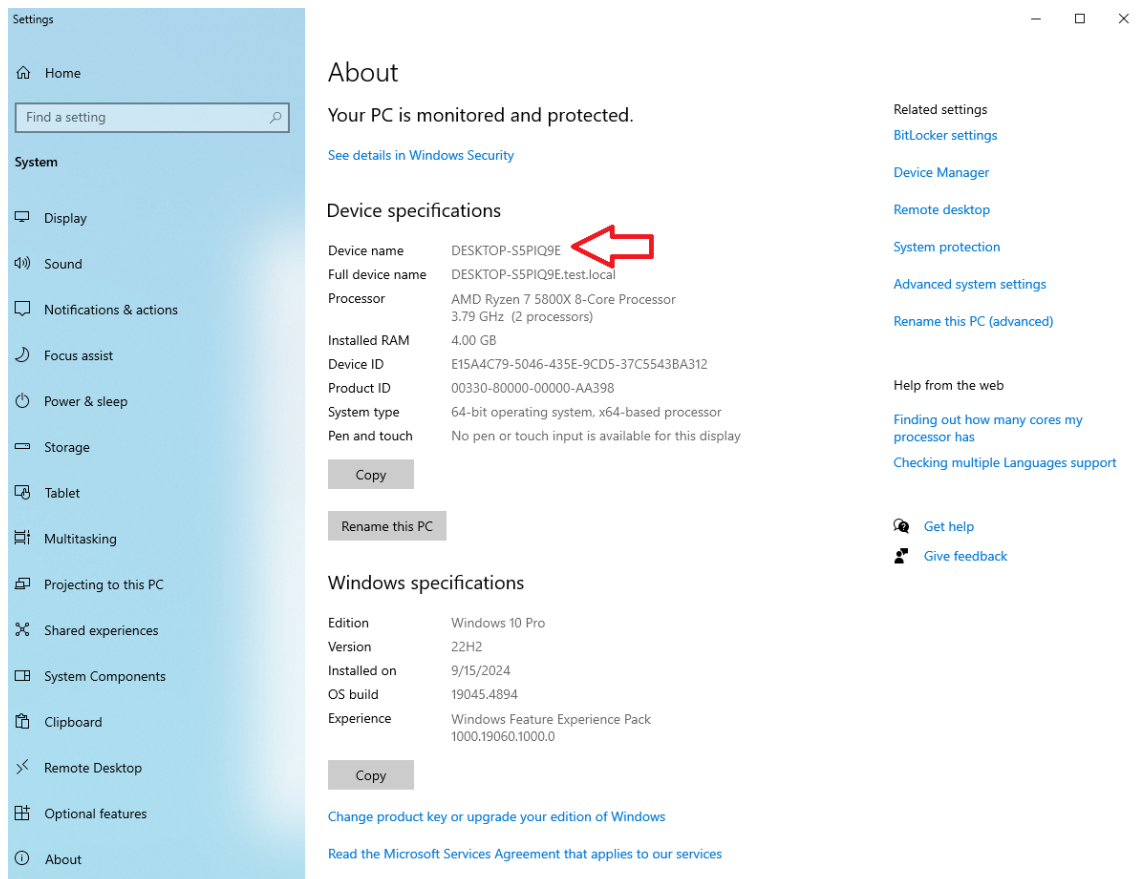 Settings
Home
Find a setting
System
Display
Sound
Notifications & actions
Focus assist
Power & sleep
Storage
Tablet
Multitasking
Projecting to this PC
Shared experiences
System Components
Clipboard
Remote Desktop
Optional features
About
About
Your PC is monitored and protected.
See details in Windows Security
Device specifications
Device name DESKTOP-S5PIQ9E
Full device name DESKTOP-S5PIQ9E.test.local
Processor AMD Ryzen 7 5800X 8-Core Processor
3.79 GHz (2 processors)
Installed RAM 4.00 GB
Device ID E15A4C79-5046-435E-9CD5-37C5543BA312
Product ID 00330-80000-00000-AA398
System type 64-bit operating system, x64-based processor
Pen and touch No pen or touch input is available for this display
Copy
Rename this PC
Windows specifications
Edition Windows 10 Pro
Version 22H2
Installed on 9/15/2024
OS build 19045.4894
Experience Windows Feature Experience Pack
1000.19060.1000.0
Copy
Change product key or upgrade your edition of Windows
Read the Microsoft Services Agreement that applies to our services
Related settings
BitLocker settings
Device Manager
Remote desktop
System protection
Advanced system settings
Rename this PC (advanced)
Help from the web
Finding out how many cores my
processor has
Checking multiple Languages support
Get help
Give feedback